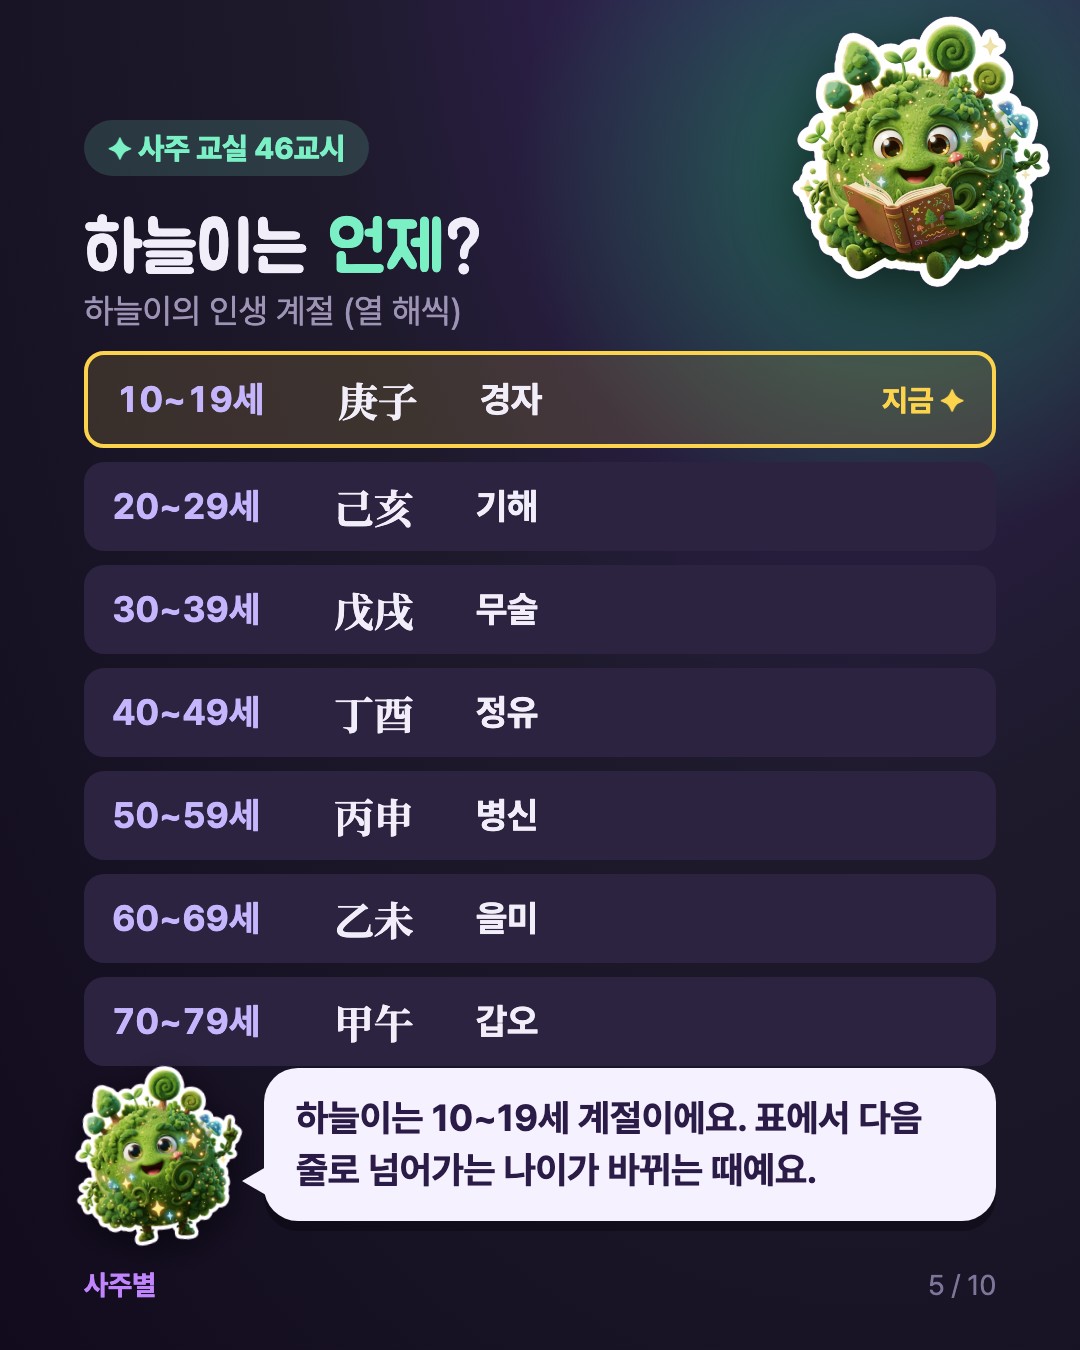 ✦ 사주 교실 46교시
하늘이는 언제?
하늘이의 인생 계절 (열 해씩)
10~19세 庚子 경자 지금 ✦
20~29세 己亥 기해
30~39세 戊戌 무술
40~49세 丁酉 정유
50~59세 丙申 병신
60~69세 乙未 을미
70~79세 甲午 갑오
하늘이는 10~19세 계절이에요. 표에서 다음
줄로 넘어가는 나이가 바뀌는 때예요.
사주별 5 / 10